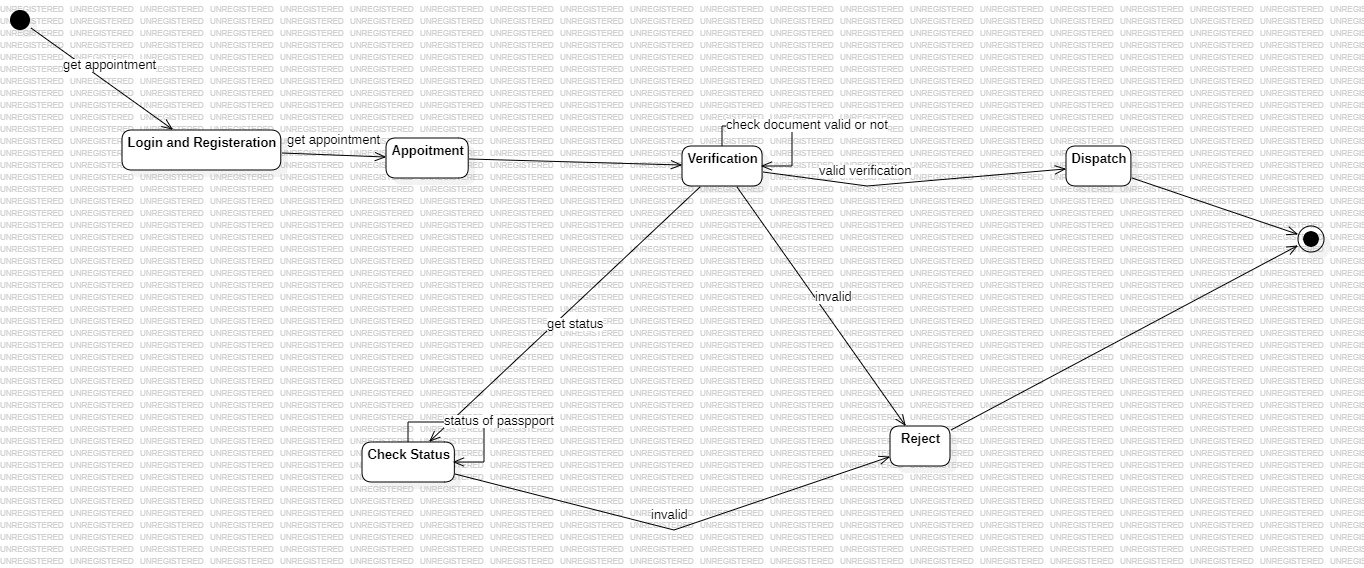 get appointment
Login and Registeration
get appointment
Appoitment
check document valid or not
Verification
valid verification
Dispatch
invalid
get status
status of passpport
Check Status
Reject
invalid
UNREGISTERED